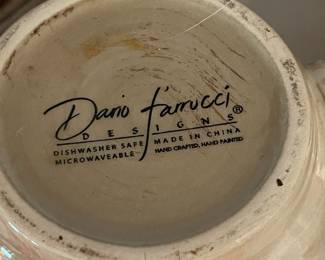 Dario farrucci®
DESIGNS
DISHWASHER SAFE MADE IN CHINA
MICROWAVEABLE HAND CRAFTED, HAND PAINTED